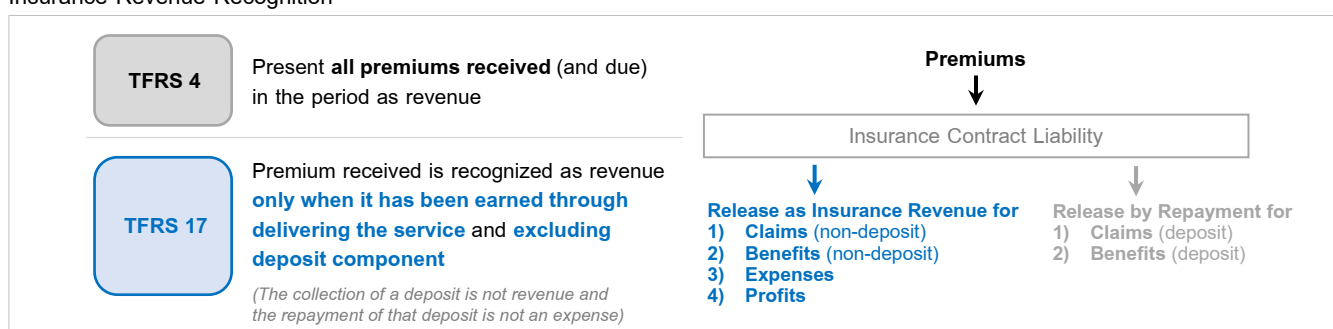 Insurance Revenue Recognition
TFRS 4
Present all premiums received (and due)
in the period as revenue
TFRS 17
Premium received is recognized as revenue
only when it has been earned through
delivering the service and excluding
deposit component
(The collection of a deposit is not revenue and
the repayment of that deposit is not an expense)
Premiums
Insurance Contract Liability
Release as Insurance Revenue for
1) Claims (non-deposit)
2) Benefits (non-deposit)
3) Expenses
4) Profits
Release by Repayment for
1) Claims (deposit)
2) Benefits (deposit)